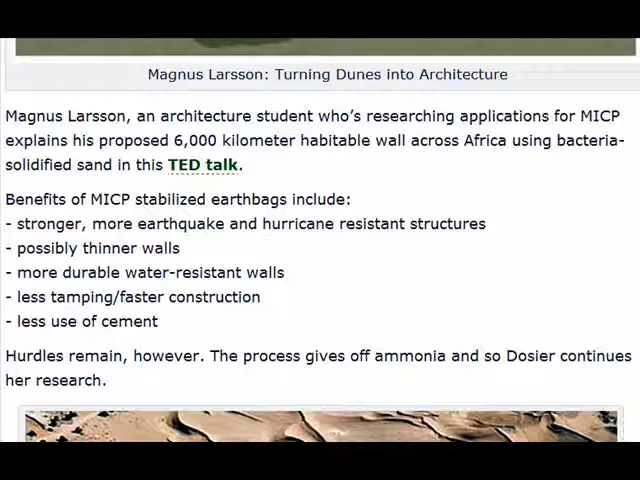 Magnus Larsson: Turning Dunes into Architecture
Magnus Larsson, an architecture student who's researching applications for MICP
explains his proposed 6,000 kilometer habitable wall across Africa using bacteria-
solidified sand in this TED talk.
Benefits of MICP stabilized earthbags include:
- stronger, more earthquake and hurricane resistant structures
- possibly thinner walls
- more durable water-resistant walls
- less tamping/faster construction
- less use of cement
Hurdles remain, however. The process gives off ammonia and so Dosier continues
her research.